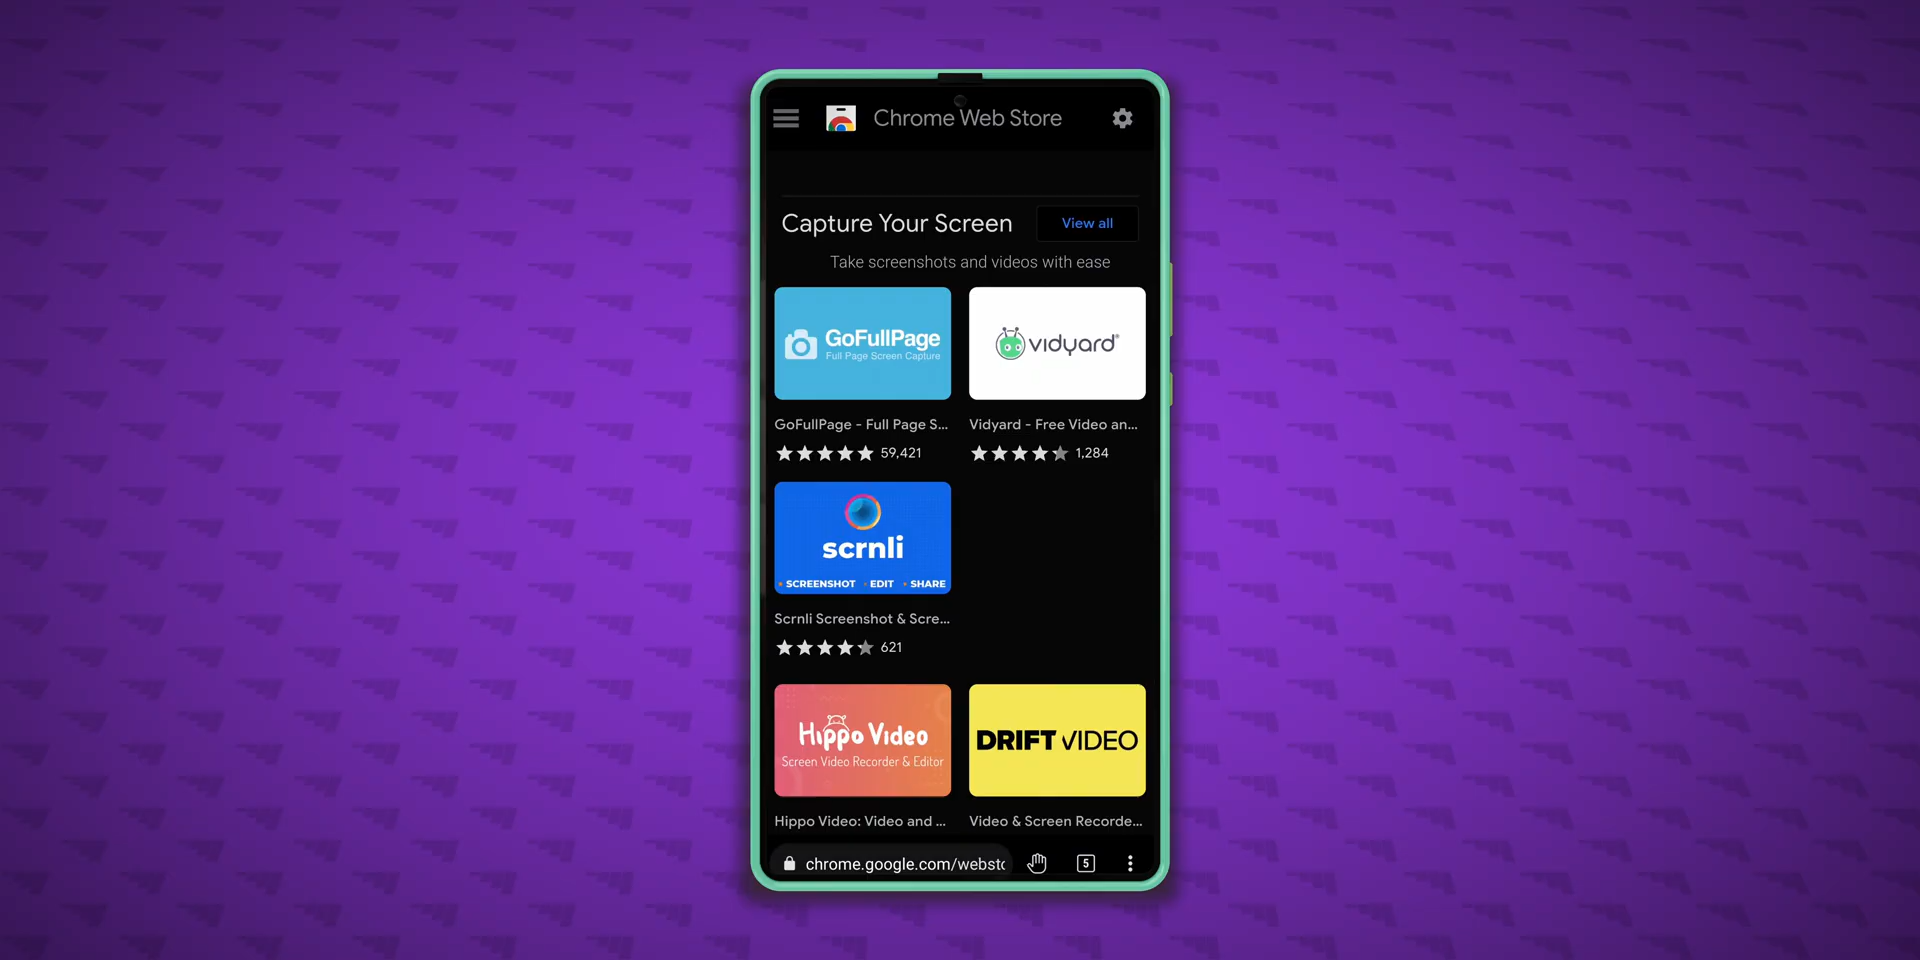 Chrome Web Store
Capture Your Screen
View all
Take screenshots and videos with ease
GoFullPage
Full Page Screen Capture
vidyard
GoFullPage - Full Page S...
Vidyard - Free Video an...
59,421
1,284
scrnli
SCREENSHOT EDIT SHARE
Scrnli Screenshot & Scre...
621
Hippo Video
Screen Video Recorder & Editor
DRIFT VIDEO
Hippo Video: Video and ...
Video & Screen Recorde...
chrome.google.com/websto
5